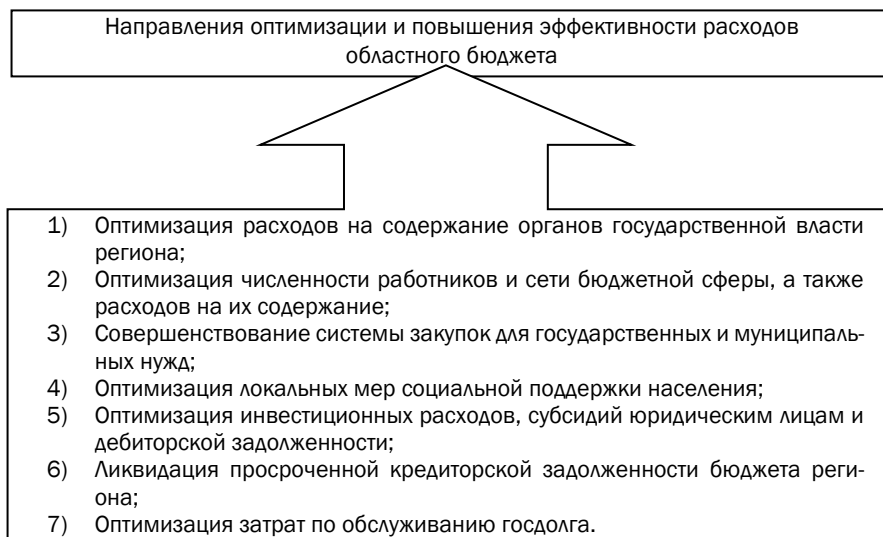 Направления оптимизации и повышения эффективности расходов
областного бюджета
1) Оптимизация расходов на содержание органов государственной власти
региона;
2) Оптимизация численности работников и сети бюджетной сферы, а также
расходов на их содержание;
3) Совершенствование системы закупок для государственных и муниципаль-
ных нужд;
4) Оптимизация локальных мер социальной поддержки населения;
5) Оптимизация инвестиционных расходов, субсидий юридическим лицам и
дебиторской задолженности;
6) Ликвидация просроченной кредиторской задолженности бюджета реги-
она;
7) Оптимизация затрат по обслуживанию госдолга.